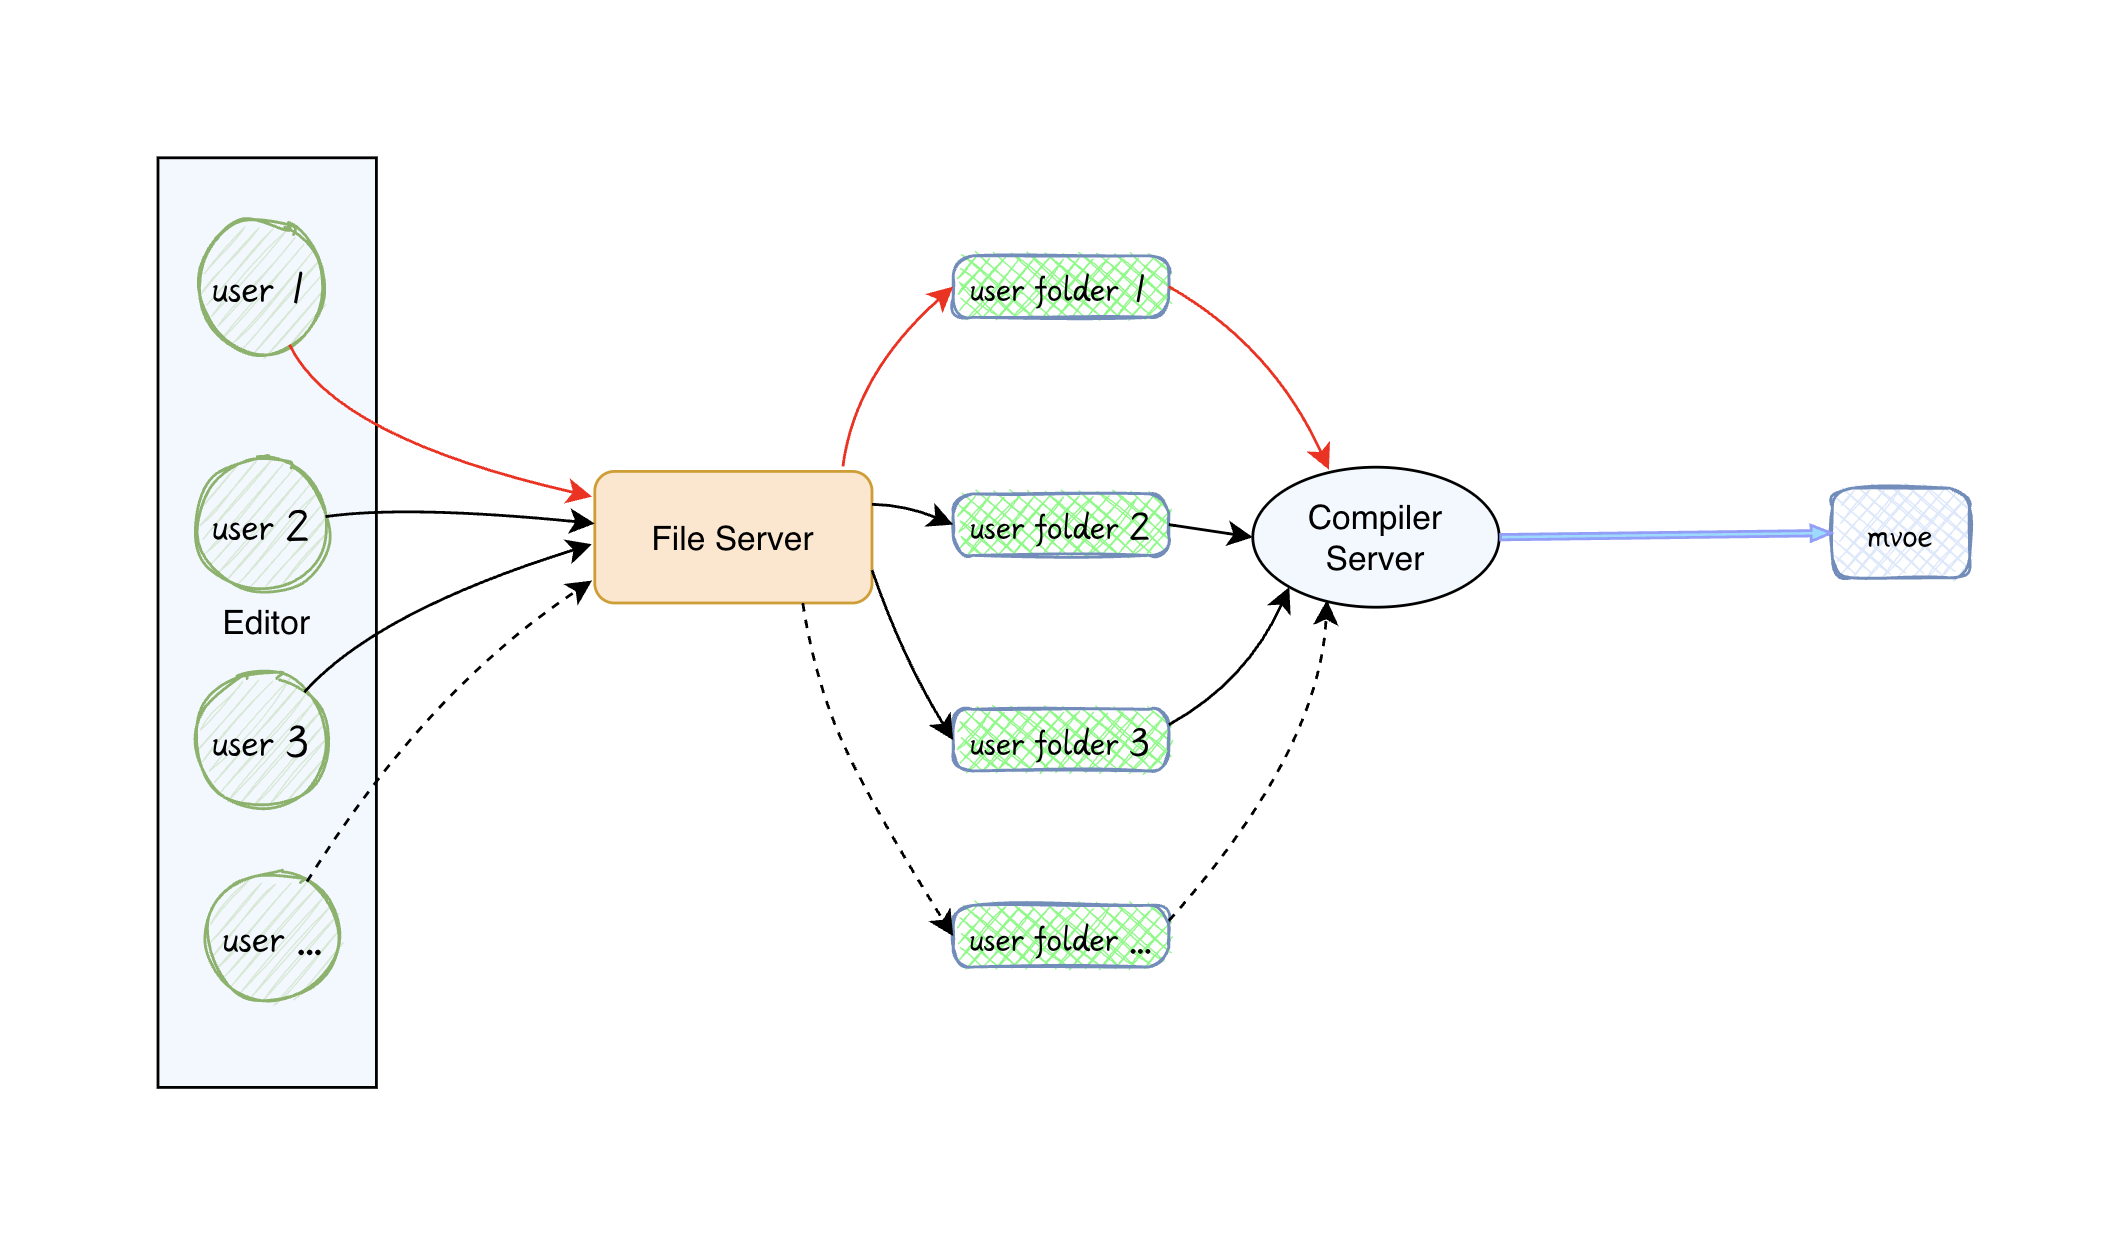 user 1
user 2
Editor
user 3
user ...
File Server
user folder 1
user folder 2
user folder 3
user folder ...
Compiler
Server
mvoe